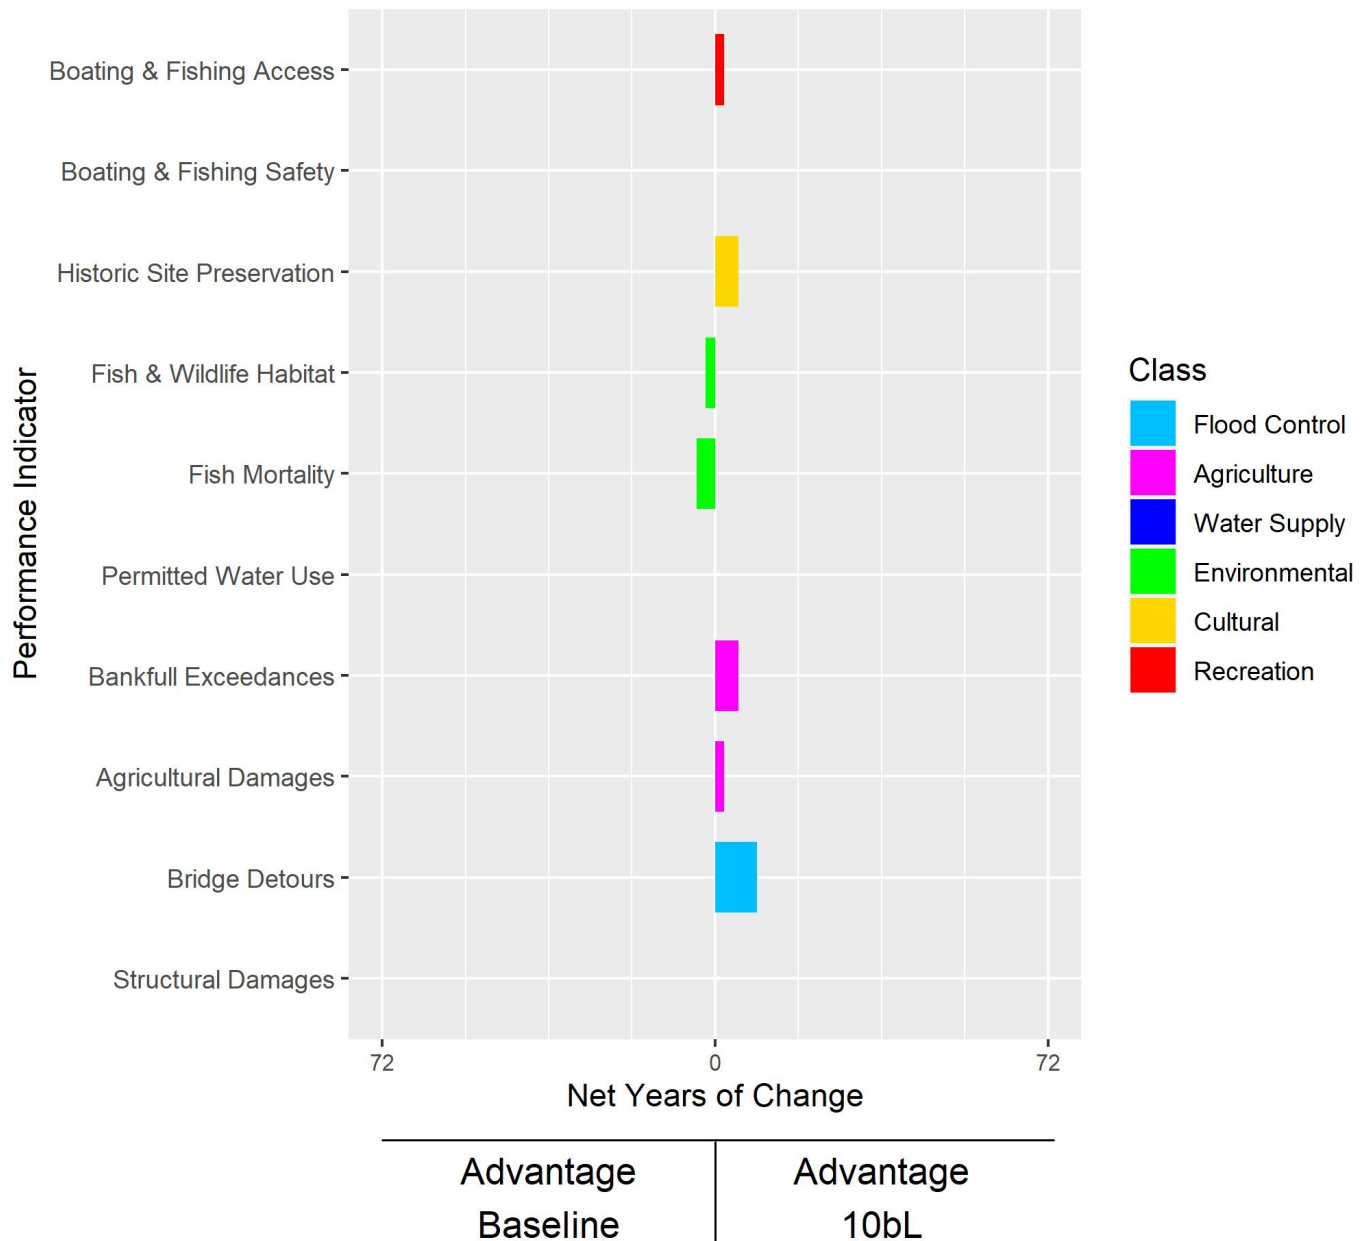 Boating & Fishing Access
Boating & Fishing Safety
Historic Site Preservation
Fish & Wildlife Habitat
Fish Mortality
Permitted Water Use
Bankfull Exceedances
Agricultural Damages
Bridge Detours
Structural Damages
Performance Indicator
72
0
72
Net Years of Change
Advantage
Baseline
Advantage
10bL
Class
Flood Control
Agriculture
Water Supply
Environmental
Cultural
Recreation